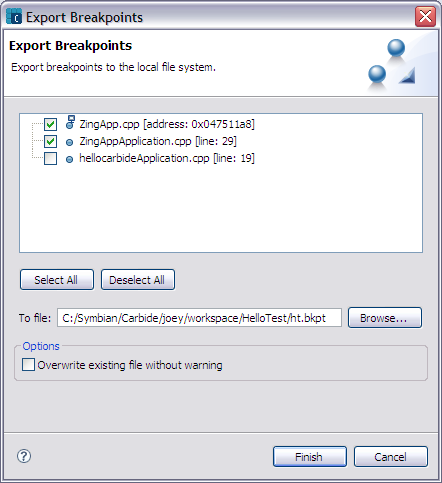 Export Breakpoints
Export Breakpoints
Export breakpoints to the local file system.
ZingApp.cpp [address: 0x047511a8]
ZingAppApplication.cpp [line: 29]
hellocarbideApplication.cpp [line: 19]
Select All
Deselect All
To file:
C:/Symbian/Carbide/joey/workspace/HelloTest/ht.bkpt
Browse...
Options
Overwrite existing file without warning
?
Finish
Cancel